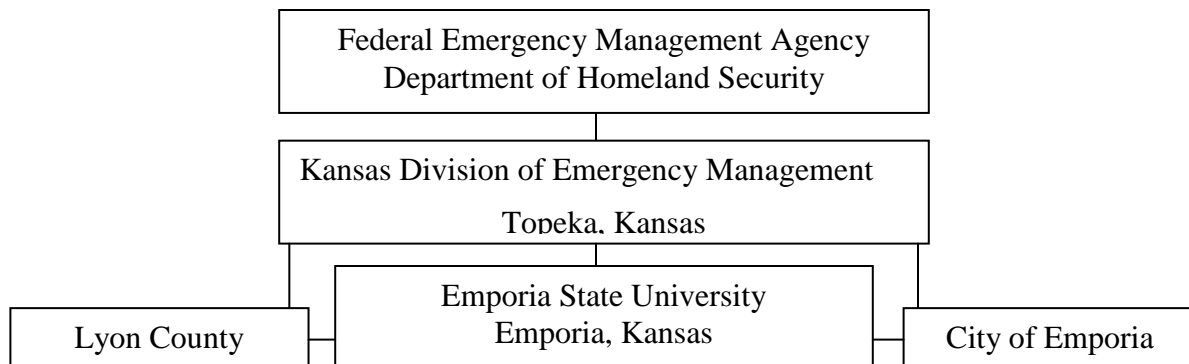 Federal Emergency Management Agency
Department of Homeland Security
Kansas Division of Emergency Management
Topeka, Kansas
Emporia State University
Emporia, Kansas
Lyon County
City of Emporia